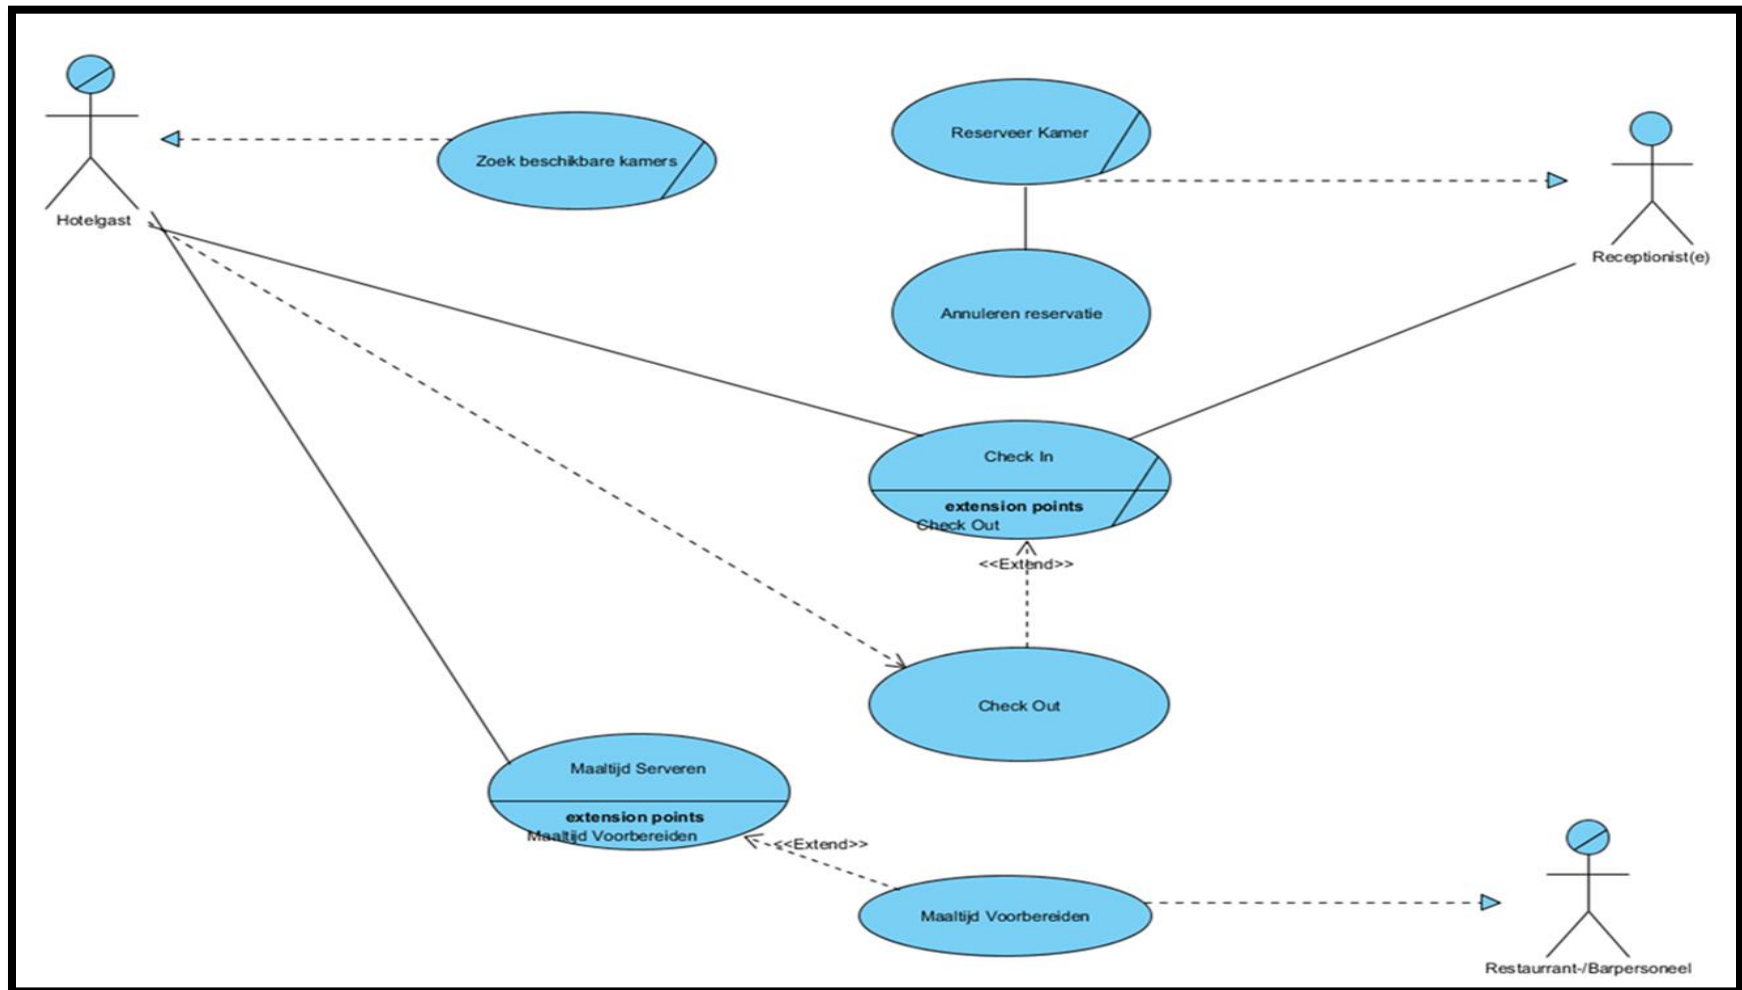 Hotelgast
Zoek beschikbare kamers
Reserveer Kamer
Receptionist(e)
Annuleren reservatie
Check In
extension points
Check Out
<<Extend>>
Check Out
Maaltijd Serveren
extension points
Maaltijd Voorbereiden
<<Extend>>
Maaltijd Voorbereiden
Restaurrant-/Barpersoneel